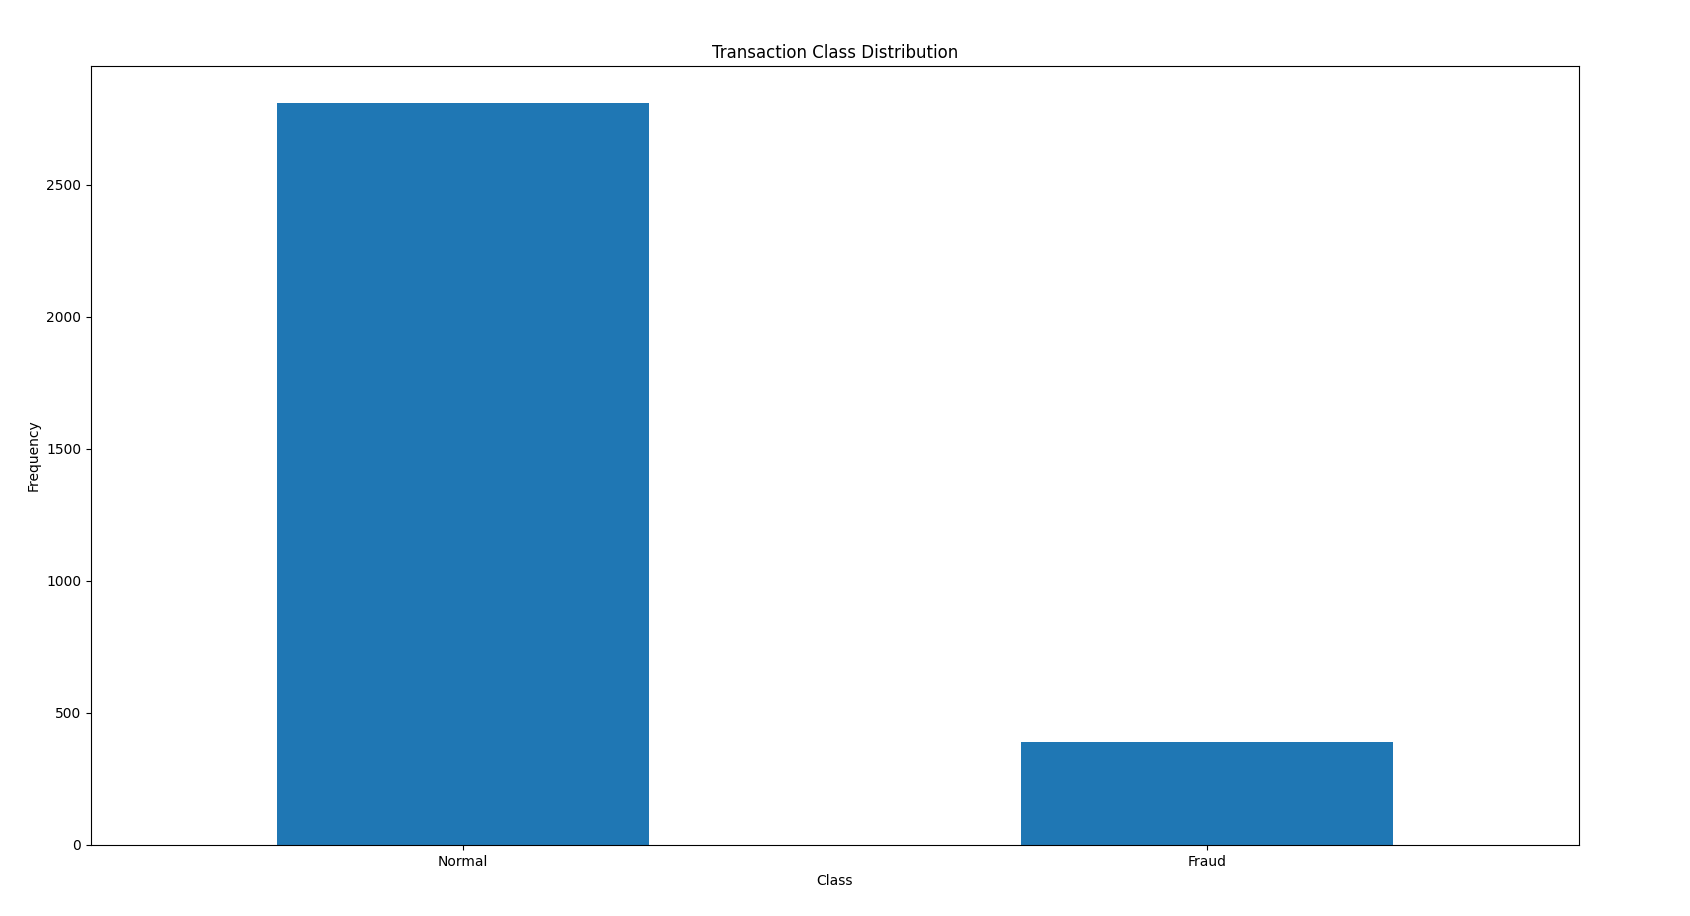 Transaction Class Distribution
2500
2000
1500
1000
500
0
Frequency
Normal
Fraud
Class